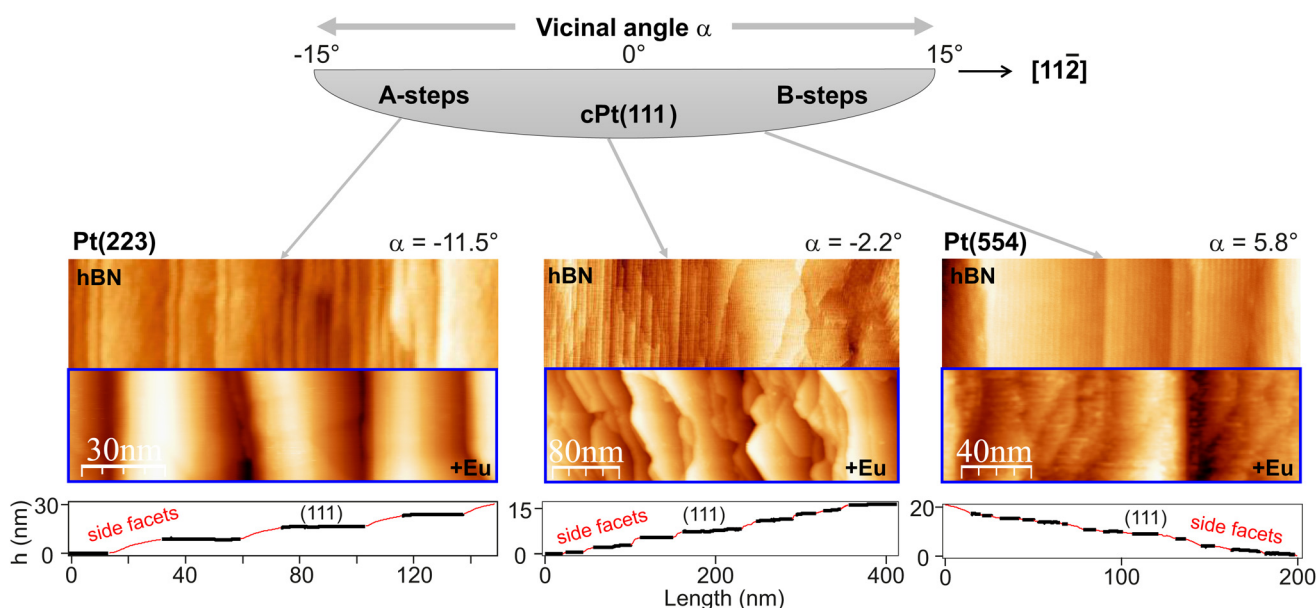 Vicinal angle α
-15° 0° 15°
[112̅]
A-steps B-steps
cPt(111)
Pt(223) α = -11.5°
hBN
30nm
+Eu
Pt(554) α = 5.8°
α = -2.2°
hBN
80nm
+Eu
hBN
40nm
+Eu
h (nm)
30
0
side facets
(111)
0 40 80 120
15
0
side facets
(111)
0 200 400
20
0
(111)
side facets
0 100 200
Length (nm)